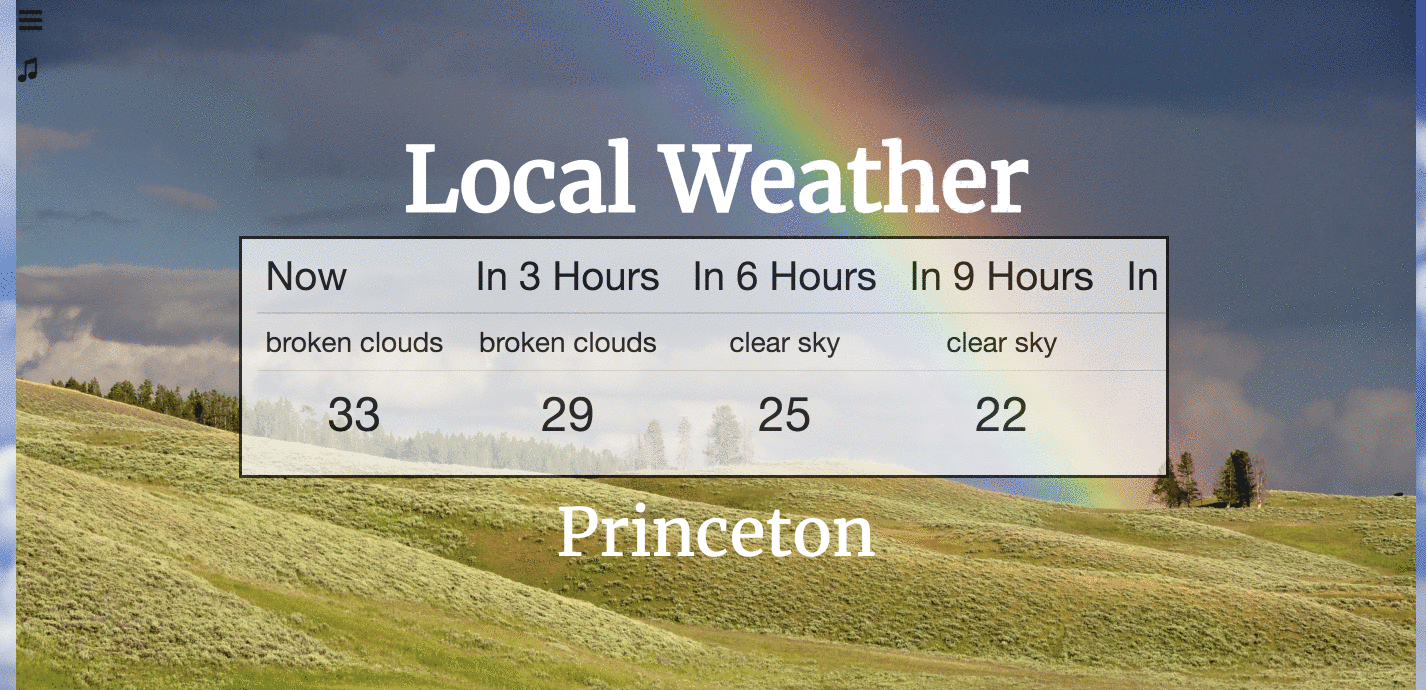 Local Weather
Now In 3 Hours In 6 Hours In 9 Hours In
broken clouds broken clouds clear sky clear sky
33 29 25 22
Princeton